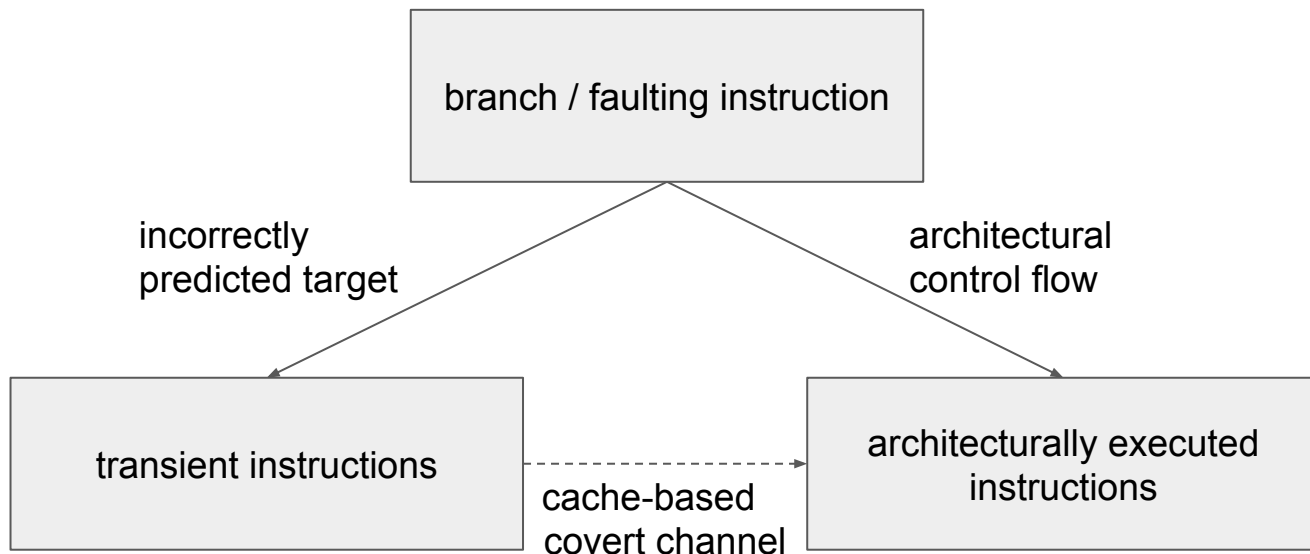 branch / faulting instruction
incorrectly
predicted target
architectural
control flow
transient instructions
cache-based
covert channel
architecturally executed
instructions